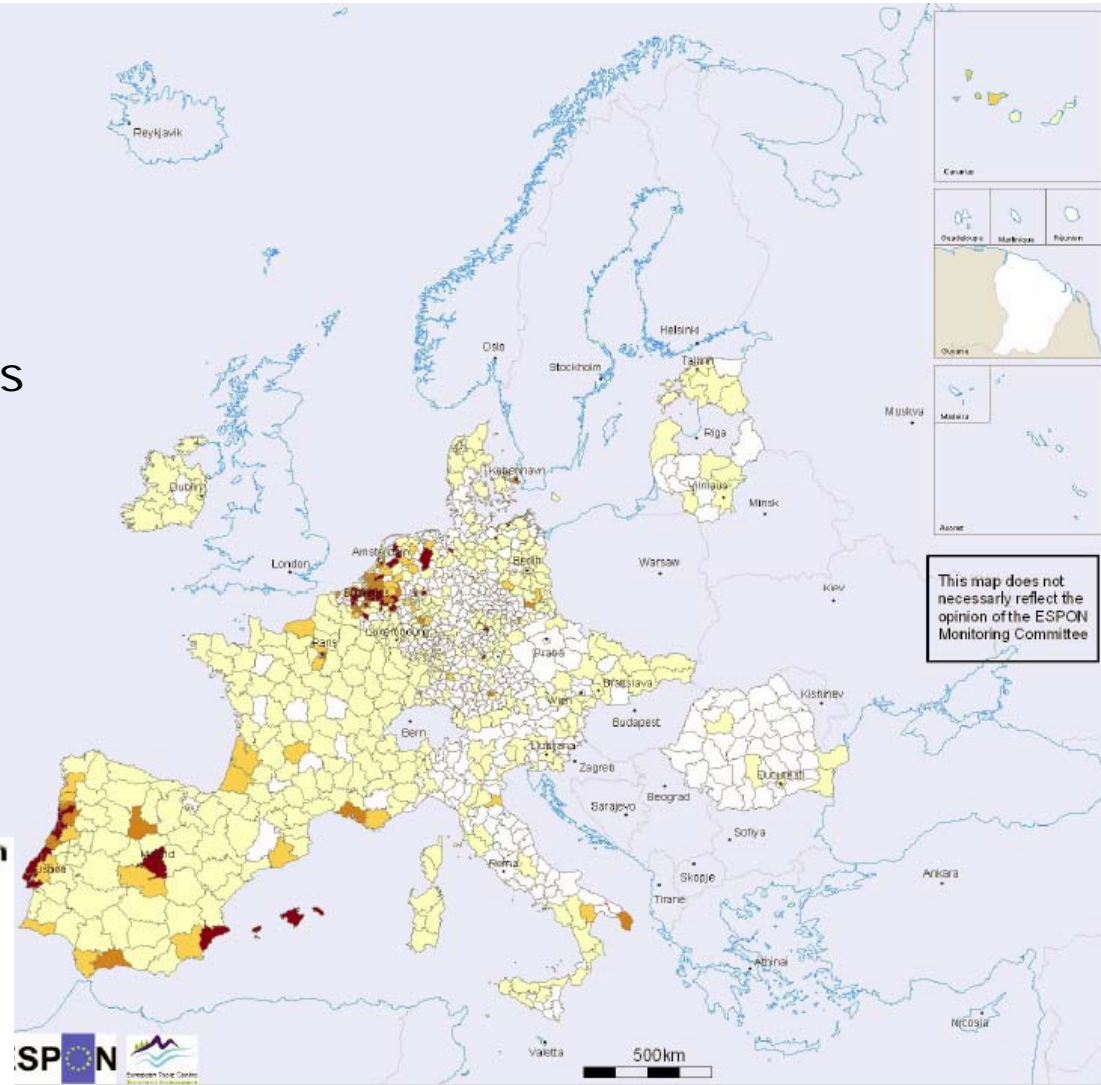 Reykjavik
Canarias
Guadeloupe
Martinique
Réunion
Guyane
Madeira
Acores
Oslo
Helsinki
Tallinn
Stockholm
Riga
Muskva
S
Dublin
København
Vilnius
Minsk
London
Amsterdam
Berlin
Warsaw
Kiev
This map does not
necessarly reflect the
opinion of the ESPON
Monitoring Committee
Luxembourg
Paris
Praha
Kishinev
Bratislava
Wien
Budapest
Bern
Ljubljana
Zagreb
Bucuresti
Beograd
Sarajevo
Sofiya
Madrid
Roma
Skopje
Tirane
Ankara
Lisboa
Athinai
Nicosia
Valetta
500km
ESPON